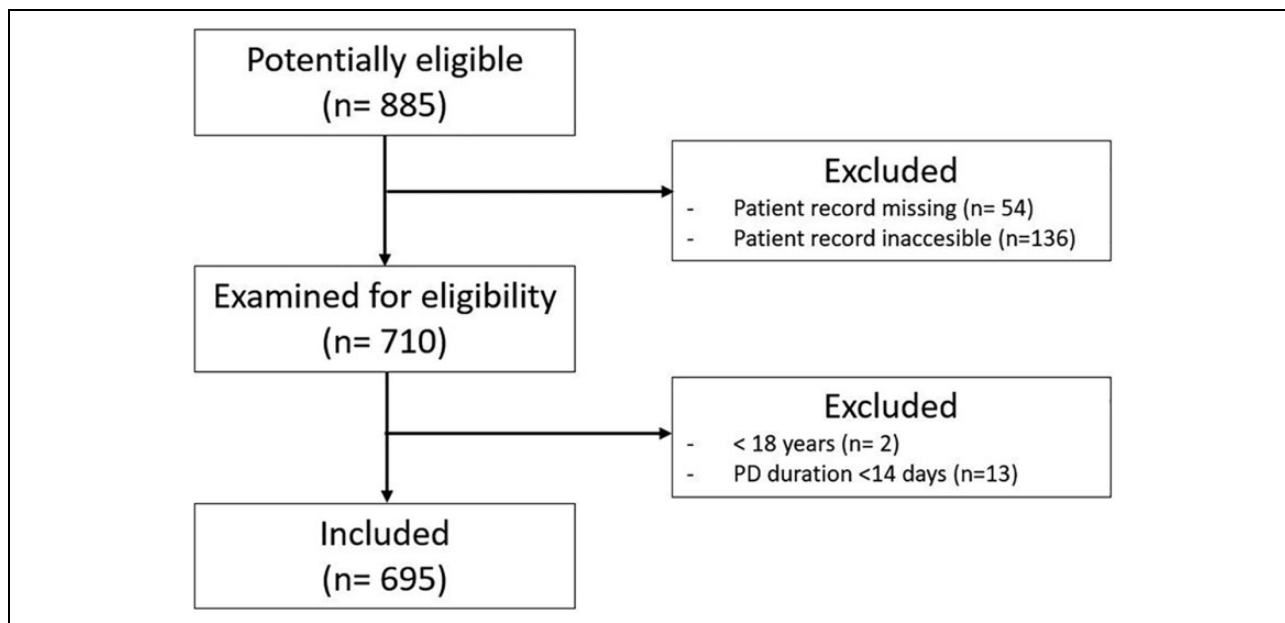 Potentially eligible
(n= 885)
Excluded
- Patient record missing (n= 54)
- Patient record inaccesible (n=136)
Examined for eligibility
(n= 710)
Excluded
- < 18 years (n= 2)
- PD duration <14 days (n=13)
Included
(n= 695)